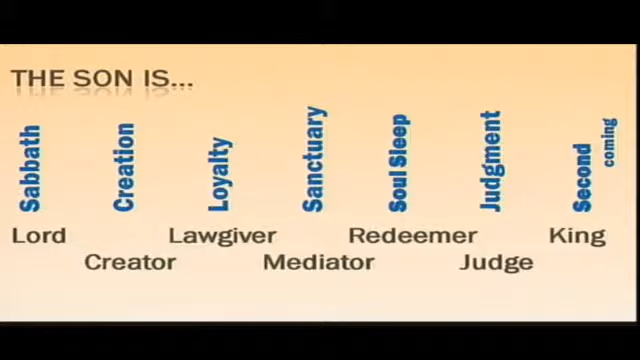 THE SON IS...
Sabbath
Creation
Loyalty
Sanctuary
Soul Sleep
Judgment
Second
coming
Lord
Creator
Lawgiver
Mediator
Redeemer
Judge
King